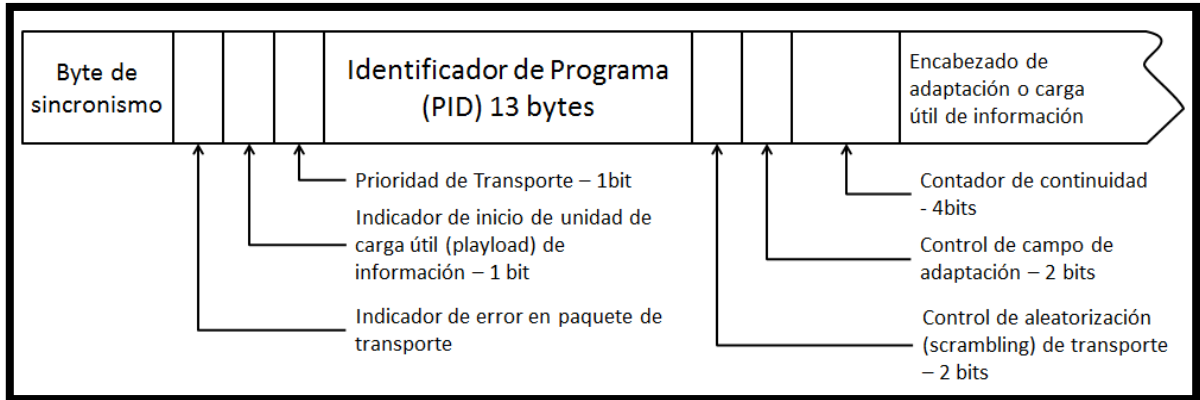 Byte de
sincronismo
Identificador de Programa
(PID) 13 bytes
Encabezado de
adaptación o carga
útil de información
Prioridad de Transporte – 1bit
Indicador de inicio de unidad de
carga útil (playload) de
información – 1 bit
Indicador de error en paquete de
transporte
Contador de continuidad
- 4bits
Control de campo de
adaptación – 2 bits
Control de aleatorización
(scrambling) de transporte
– 2 bits